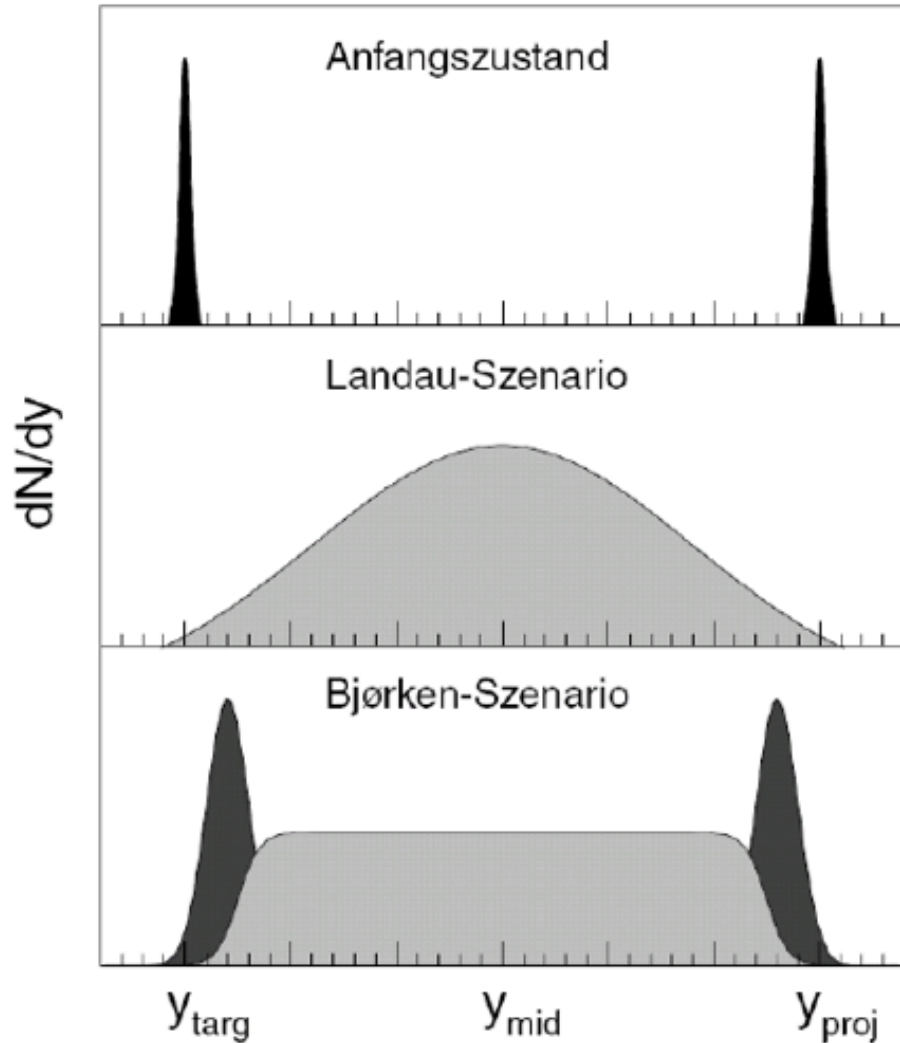 Anfangszustand
Landau-Szenario
dN/dy
Bjørken-Szenario
y_targ y_mid y_proj